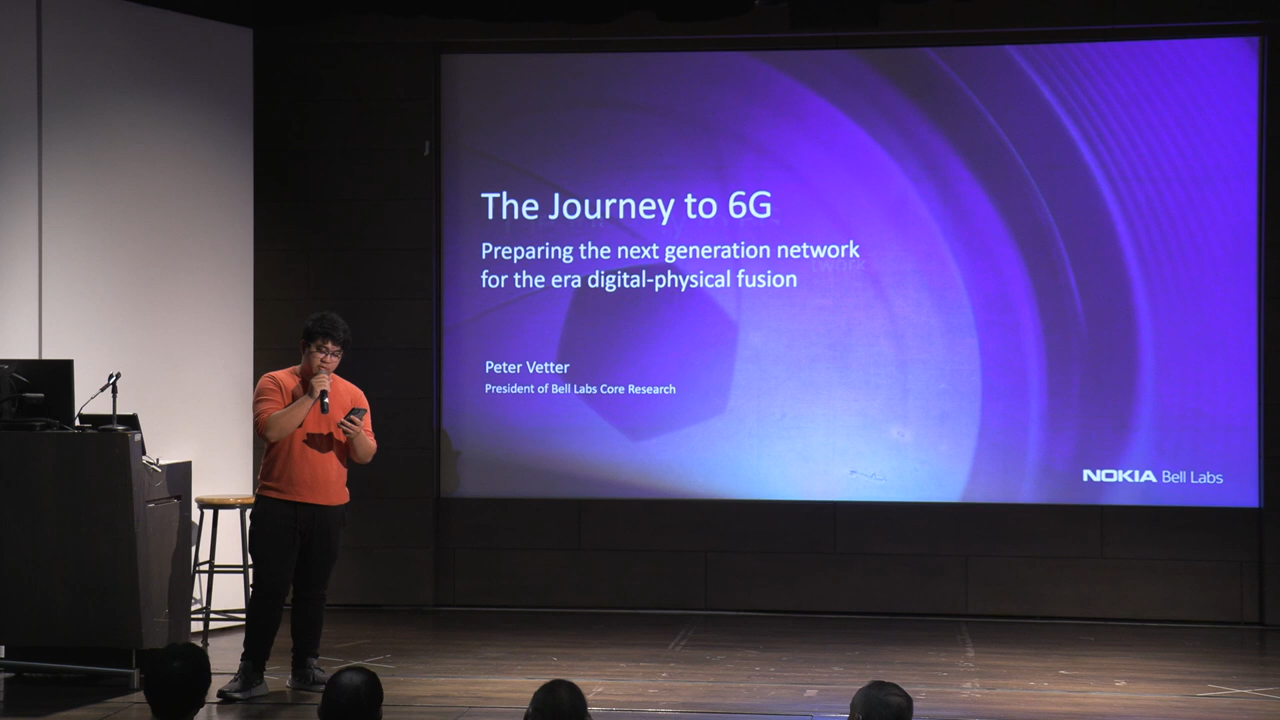 The Journey to 6G
Preparing the next generation network
for the era digital-physical fusion
Peter Vetter
President of Bell Labs Core Research
NOKIA Bell Labs